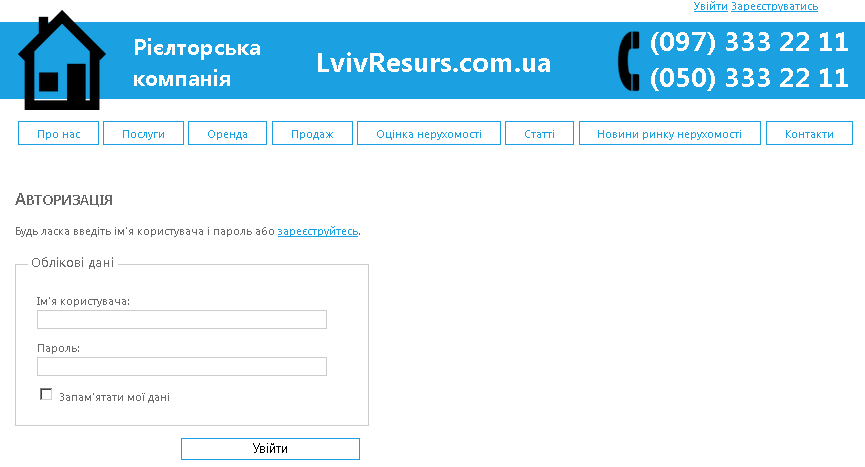 Увійти Зареєструватись
Рієлторська
компанія
LvivResurs.com.ua
(097) 333 22 11
(050) 333 22 11
Про нас Послуги Оренда Продаж Оцінка нерухомості Статті Новини ринку нерухомості Контакти
Авторизація
Будь ласка введіть ім'я користувача і пароль або зареєструйтесь.
Облікові дані
Ім'я користувача:
Пароль:
Запам'ятати мої дані
Увійти